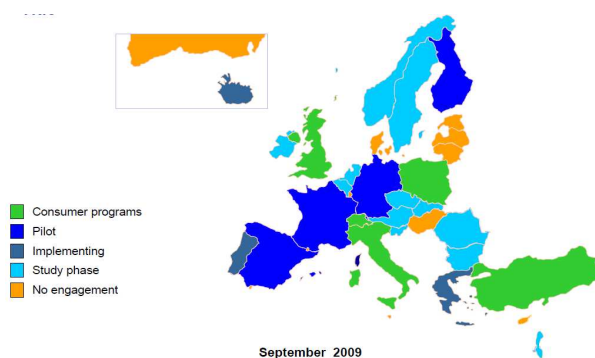 Consumer programs
Pilot
Implementing
Study phase
No engagement
September 2009